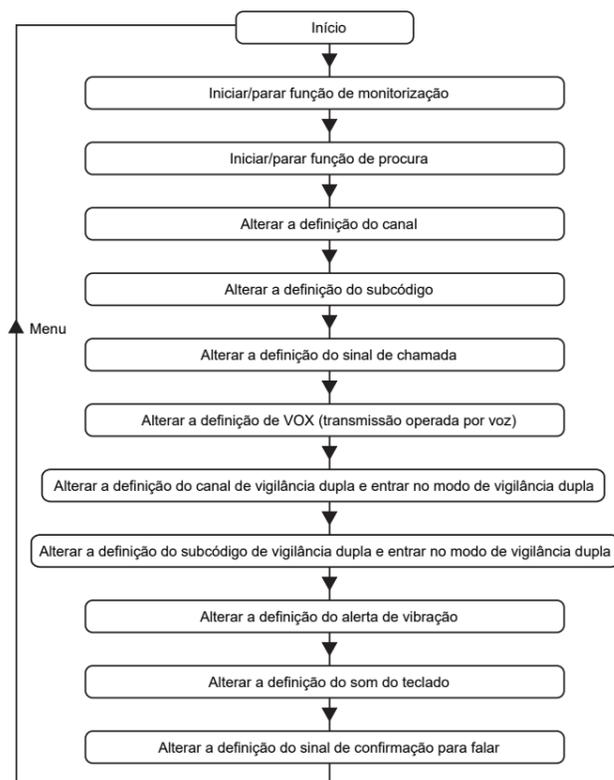 Início
Iniciar/parar função de monitorização
Iniciar/parar função de procura
Alterar a definição do canal
Alterar a definição do subcódigo
Menu
Alterar a definição do sinal de chamada
Alterar a definição de VOX (transmissão operada por voz)
Alterar a definição do canal de vigilância dupla e entrar no modo de vigilância dupla
Alterar a definição do subcódigo de vigilância dupla e entrar no modo de vigilância dupla
Alterar a definição do alerta de vibração
Alterar a definição do som do teclado
Alterar a definição do sinal de confirmação para falar